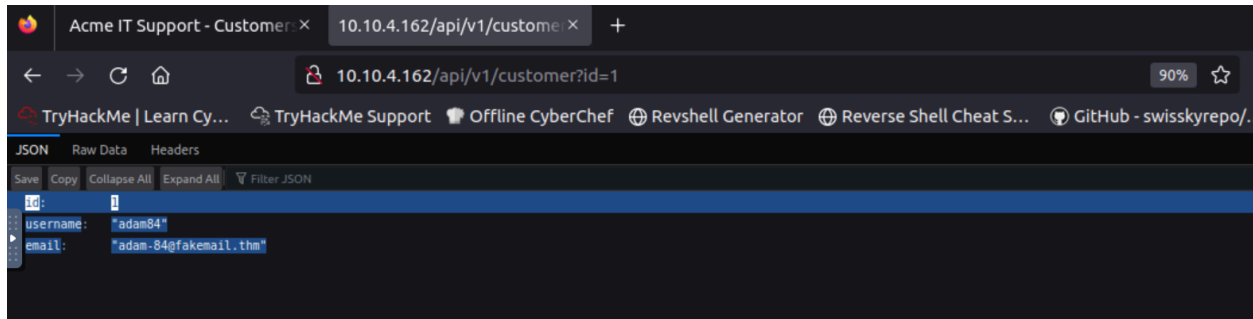 Acme IT Support - Customers × 10.10.4.162/api/v1/custome × +
10.10.4.162/api/v1/customer?id=1 90%
TryHackMe | Learn Cy... TryHackMe Support Offline CyberChef Revshell Generator Reverse Shell Cheat S... GitHub - swisskyrepo/...
JSON Raw Data Headers
Save Copy Collapse All Expand All Filter JSON
id: 1
username: "adam84"
email: "adam-84@fakemail.thm"